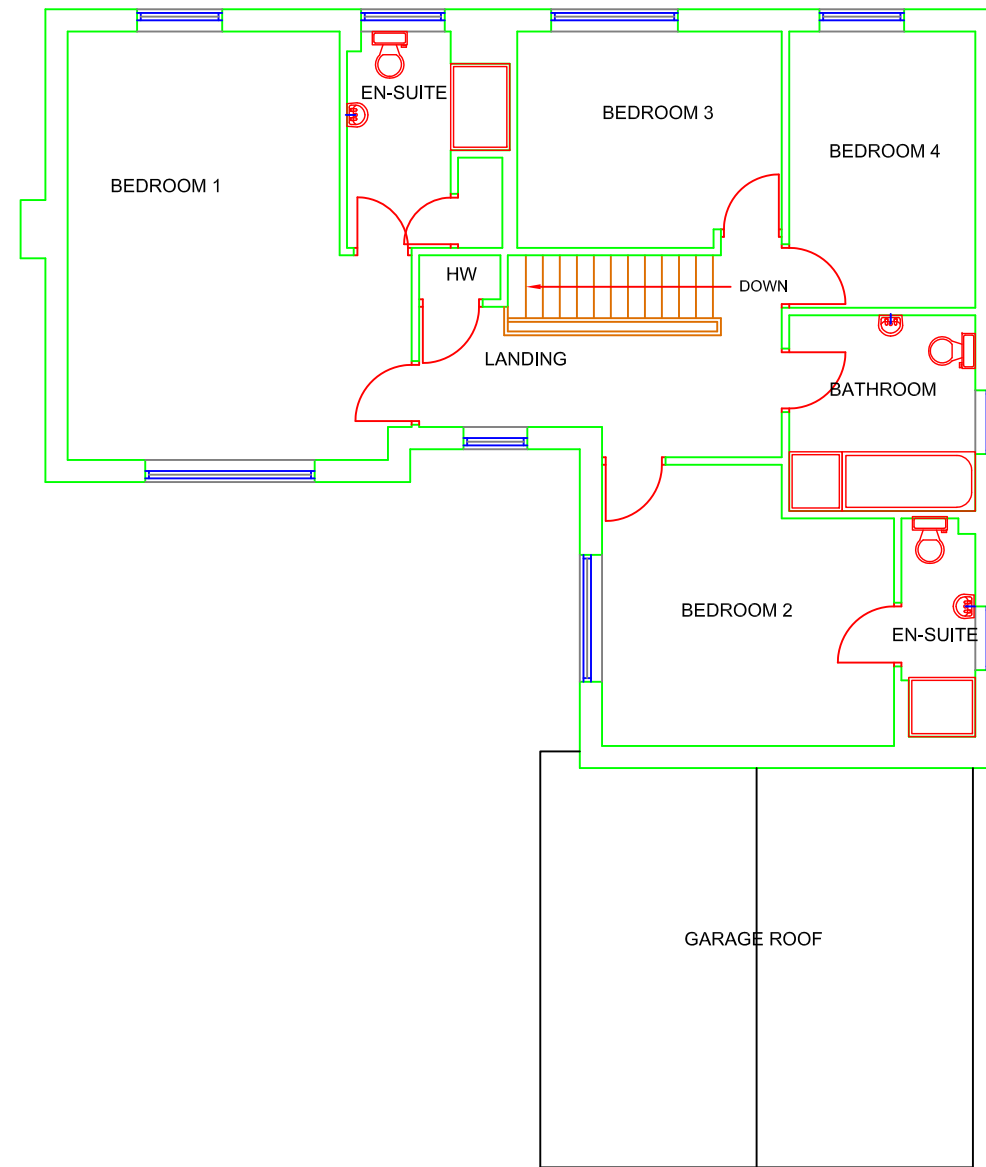 EN-SUITE
BEDROOM 3
BEDROOM 4
BEDROOM 1
HW
DOWN
LANDING
BATHROOM
BEDROOM 2
EN-SUITE
GARAGE ROOF